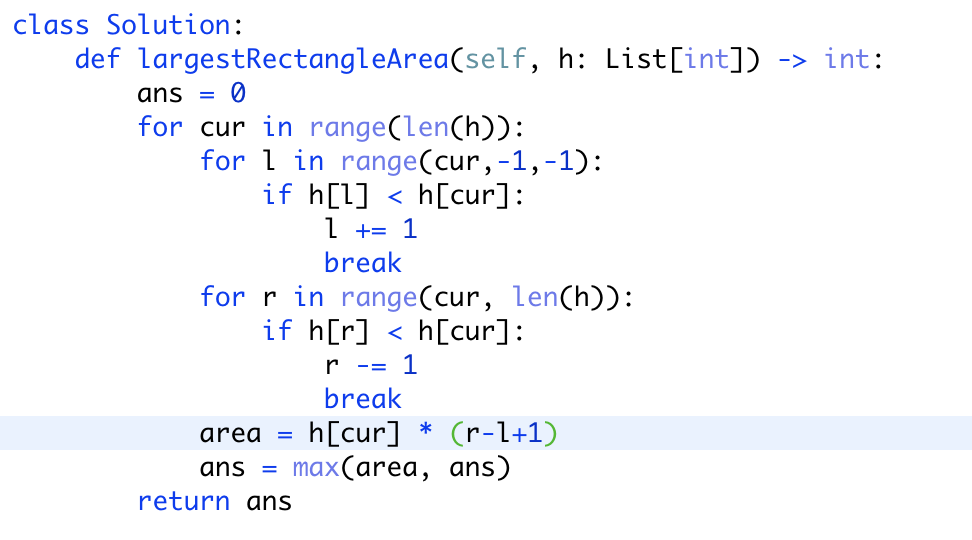 class Solution:
    def largestRectangleArea(self, h: List[int]) -> int:
        ans = 0
        for cur in range(len(h)):
            for l in range(cur,-1,-1):
                if h[l] < h[cur]:
                    l += 1
                    break
            for r in range(cur, len(h)):
                if h[r] < h[cur]:
                    r -= 1
                    break
            area = h[cur] * (r-l+1)
            ans = max(area, ans)
        return ans